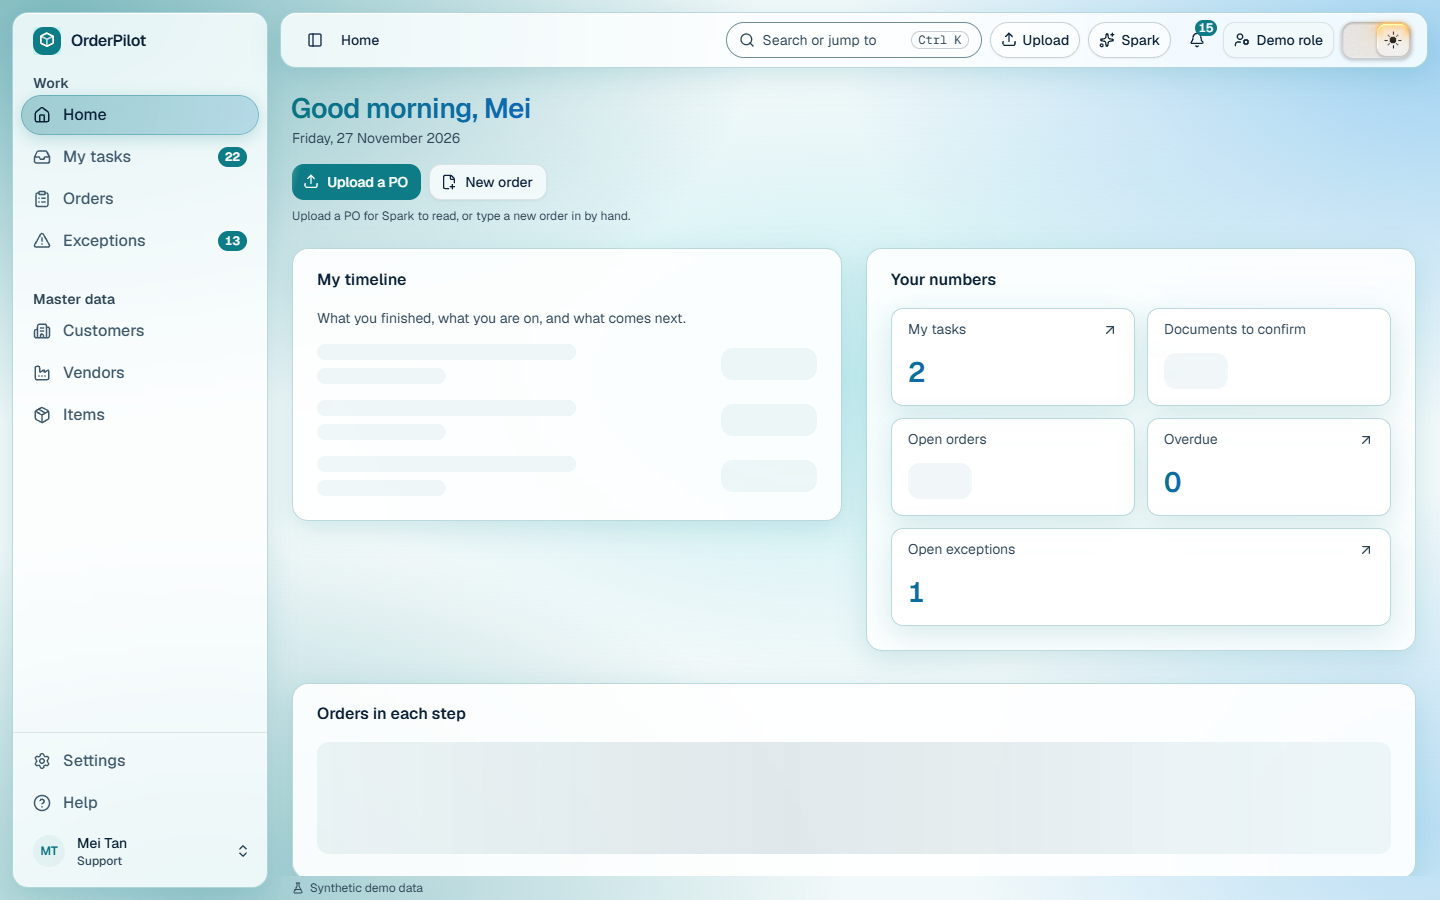 OrderPilot
Work
Home
My tasks 22
Orders
Exceptions 13
Master data
Customers
Vendors
Items
Settings
Help
MT
Mei Tan
Support
Home
Search or jump to Ctrl K
Upload
Spark
15
Demo role
Good morning, Mei
Friday, 27 November 2026
Upload a PO
New order
Upload a PO for Spark to read, or type a new order in by hand.
My timeline
What you finished, what you are on, and what comes next.
Your numbers
My tasks
2
Documents to confirm
Open orders
Overdue
0
Open exceptions
1
Orders in each step
Synthetic demo data